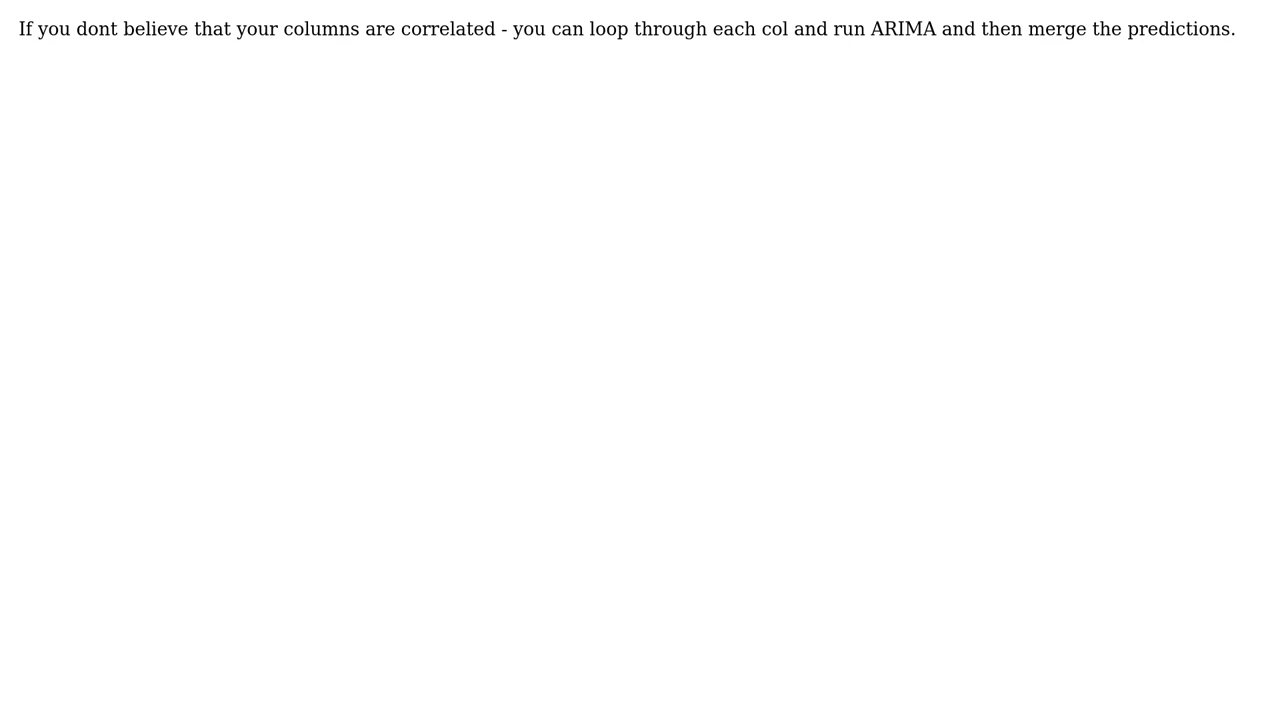 If you dont believe that your columns are correlated - you can loop through each col and run ARIMA and then merge the predictions.